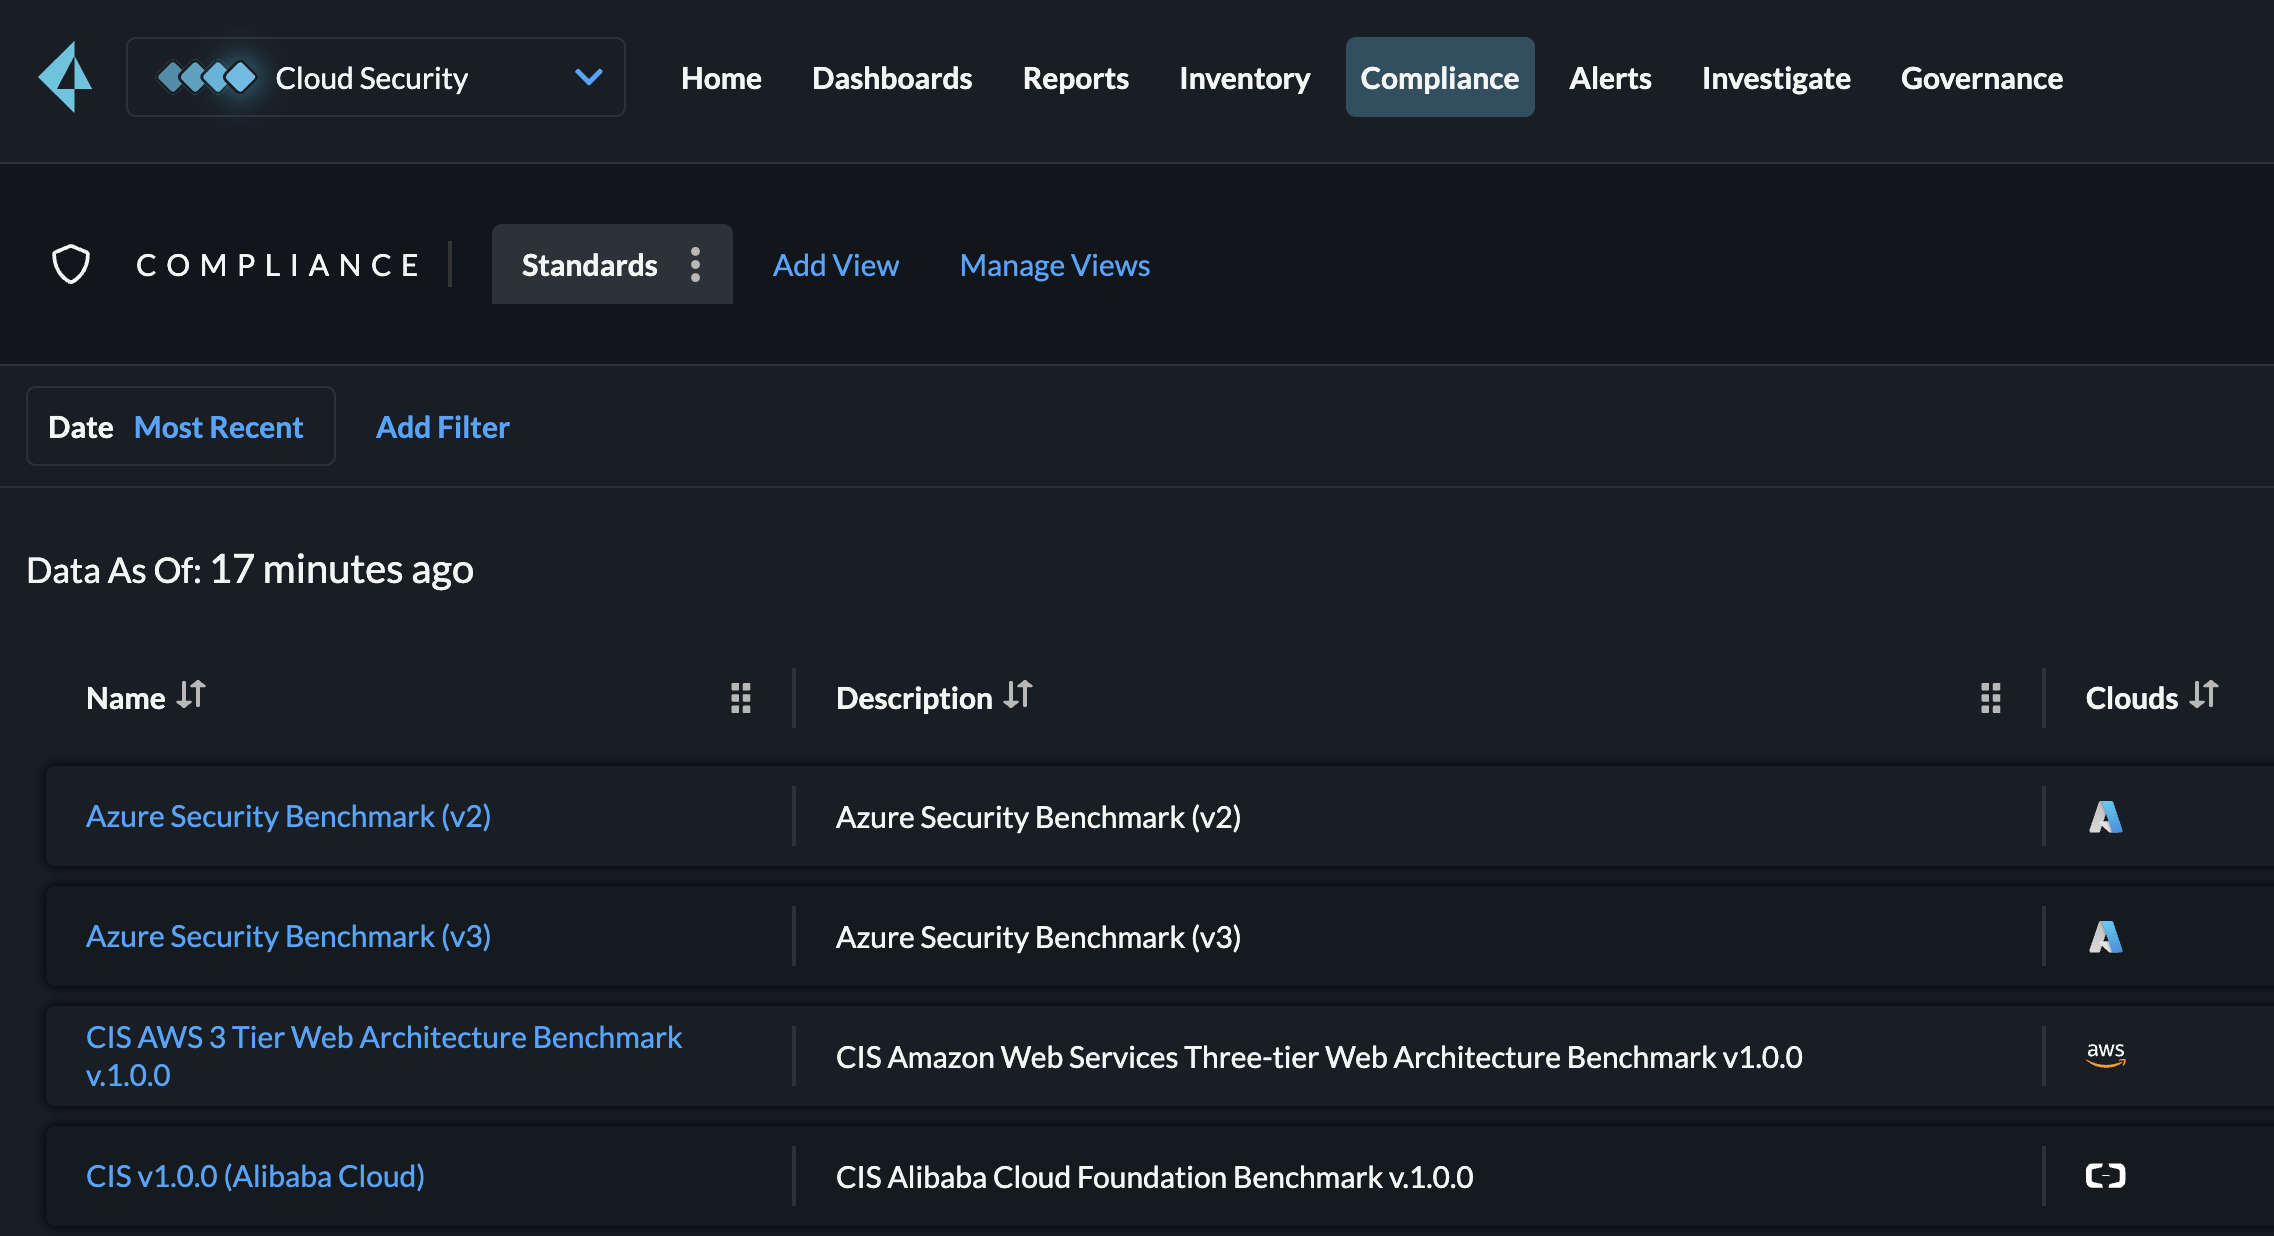 Cloud Security Home Dashboards Reports Inventory Compliance Alerts Investigate Governance
COMPLIANCE Standards Add View Manage Views
Date Most Recent Add Filter
Data As Of: 17 minutes ago
Name Description Clouds
Azure Security Benchmark (v2) Azure Security Benchmark (v2)
Azure Security Benchmark (v3) Azure Security Benchmark (v3)
CIS AWS 3 Tier Web Architecture Benchmark
v.1.0.0
CIS Amazon Web Services Three-tier Web Architecture Benchmark v1.0.0
aws
CIS v1.0.0 (Alibaba Cloud) CIS Alibaba Cloud Foundation Benchmark v.1.0.0